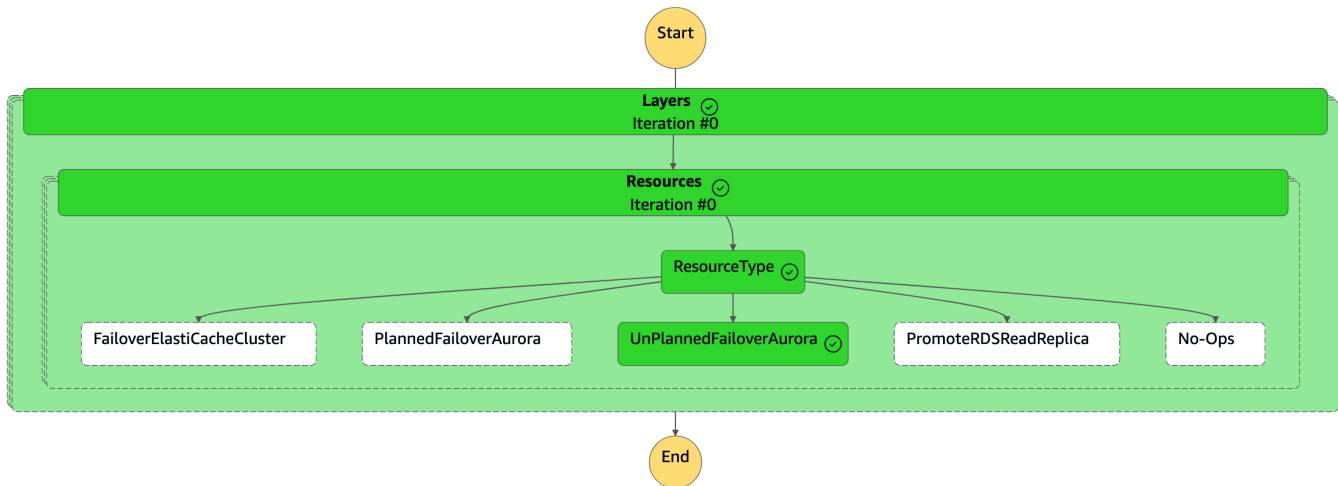 Start
Layers
Iteration #0
Resources
Iteration #0
ResourceType
FailoverElastiCacheCluster
PlannedFailoverAurora
UnPlannedFailoverAurora
PromoteRDSReadReplica
No-Ops
End